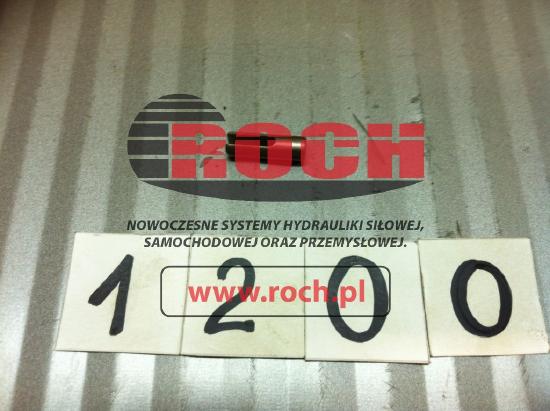 ROCH
NOWOCZESNE SYSTEMY HYDRAULIKI SIŁOWEJ,
SAMOCHODOWEJ ORAZ PRZEMYSŁOWEJ.
www.roch.pl
1200